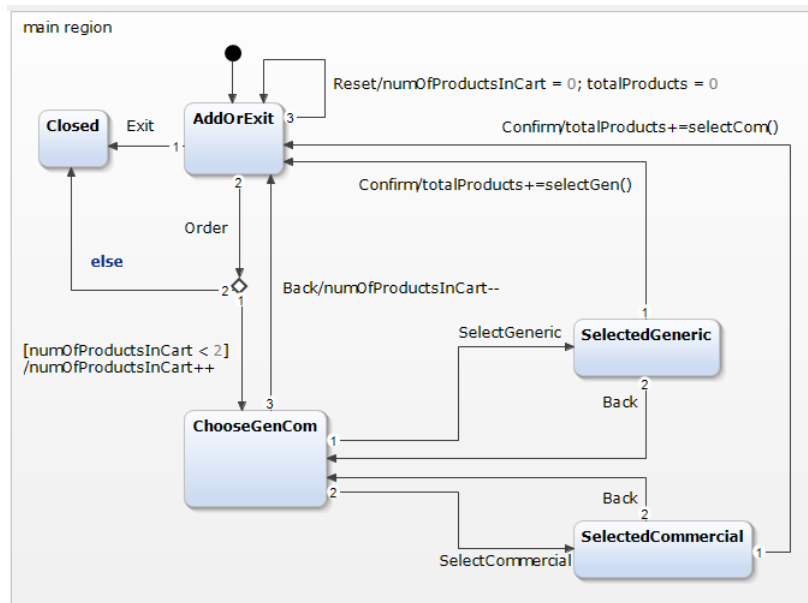 main region
Reset/numOfProductsInCart = 0; totalProducts = 0
3
AddOrExit
Closed
Exit
1
Confirm/totalProducts+=selectCom()
2
Confirm/totalProducts+=selectGen()
Order
else
2
1
Back/numOfProductsInCart--
1
SelectGeneric
SelectedGeneric
[numOfProductsInCart < 2]
/numOfProductsInCart++
2
3
Back
ChooseGenCom
1
2
Back
2
SelectedCommercial
1
SelectCommercial